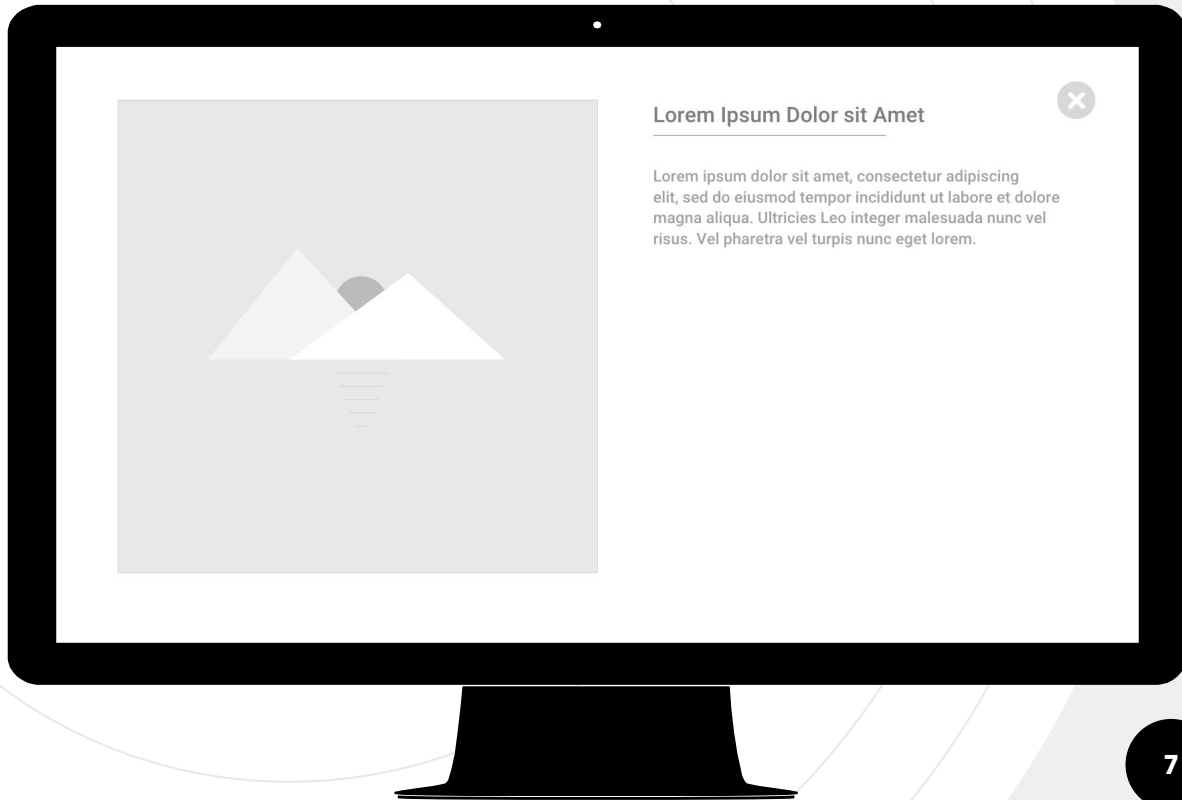 Lorem Ipsum Dolor sit Amet
Lorem ipsum dolor sit amet, consectetur adipiscing
elit, sed do eiusmod tempor incididunt ut labore et dolore
magna aliqua. Ultricies Leo integer malesuada nunc vel
risus. Vel pharetra vel turpis nunc eget lorem.
7